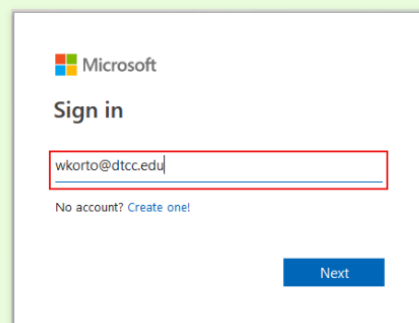 Microsoft
Sign in
wkorto@dtcc.edu
No account? Create one!
Next